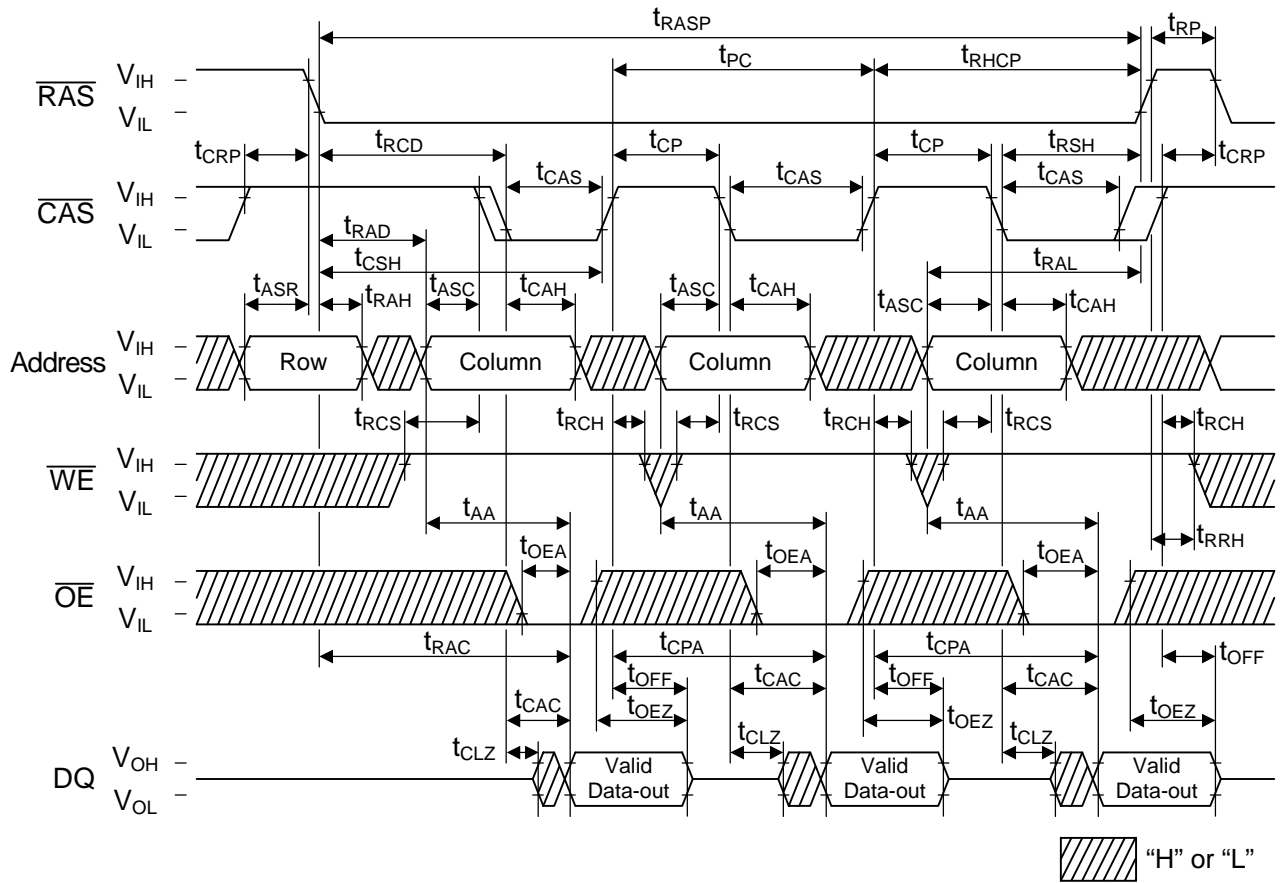 tRASP
tRP
tPC
tRHCP
RAS
VIH
VIL
tCRP
tRCD
tCP
tCP
tRSH
tCRP
tCAS
tCAS
tCAS
CAS
VIH
VIL
tRAD
tCSH
tRAL
tASR
tRAH
tASC
tCAH
tASC
tCAH
tASC
tCAH
Address
VIH
VIL
Row
Column
Column
Column
tRCS
tRCH
tRCS
tRCH
tRCS
tRCH
WE
VIH
VIL
tAA
tAA
tAA
tRRH
tOEA
tOEA
tOEA
OE
VIH
VIL
tRAC
tCPA
tCPA
tOFF
tCAC
tOFF
tCAC
tOFF
tCAC
tOEZ
tOEZ
tOEZ
tCLZ
tCLZ
tCLZ
DQ
VOH
VOL
Valid
Data-out
Valid
Data-out
Valid
Data-out
“H” or “L”